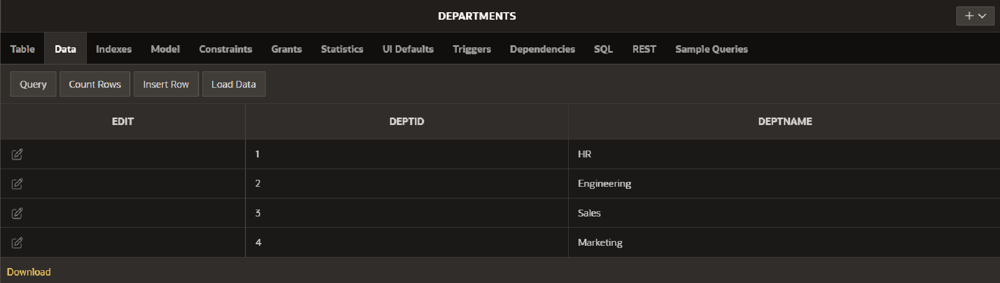 DEPARTMENTS
Table Data Indexes Model Constraints Grants Statistics UI Defaults Triggers Dependencies SQL REST Sample Queries
Query Count Rows Insert Row Load Data
EDIT DEPTID DEPTNAME
1 HR
2 Engineering
3 Sales
4 Marketing
Download